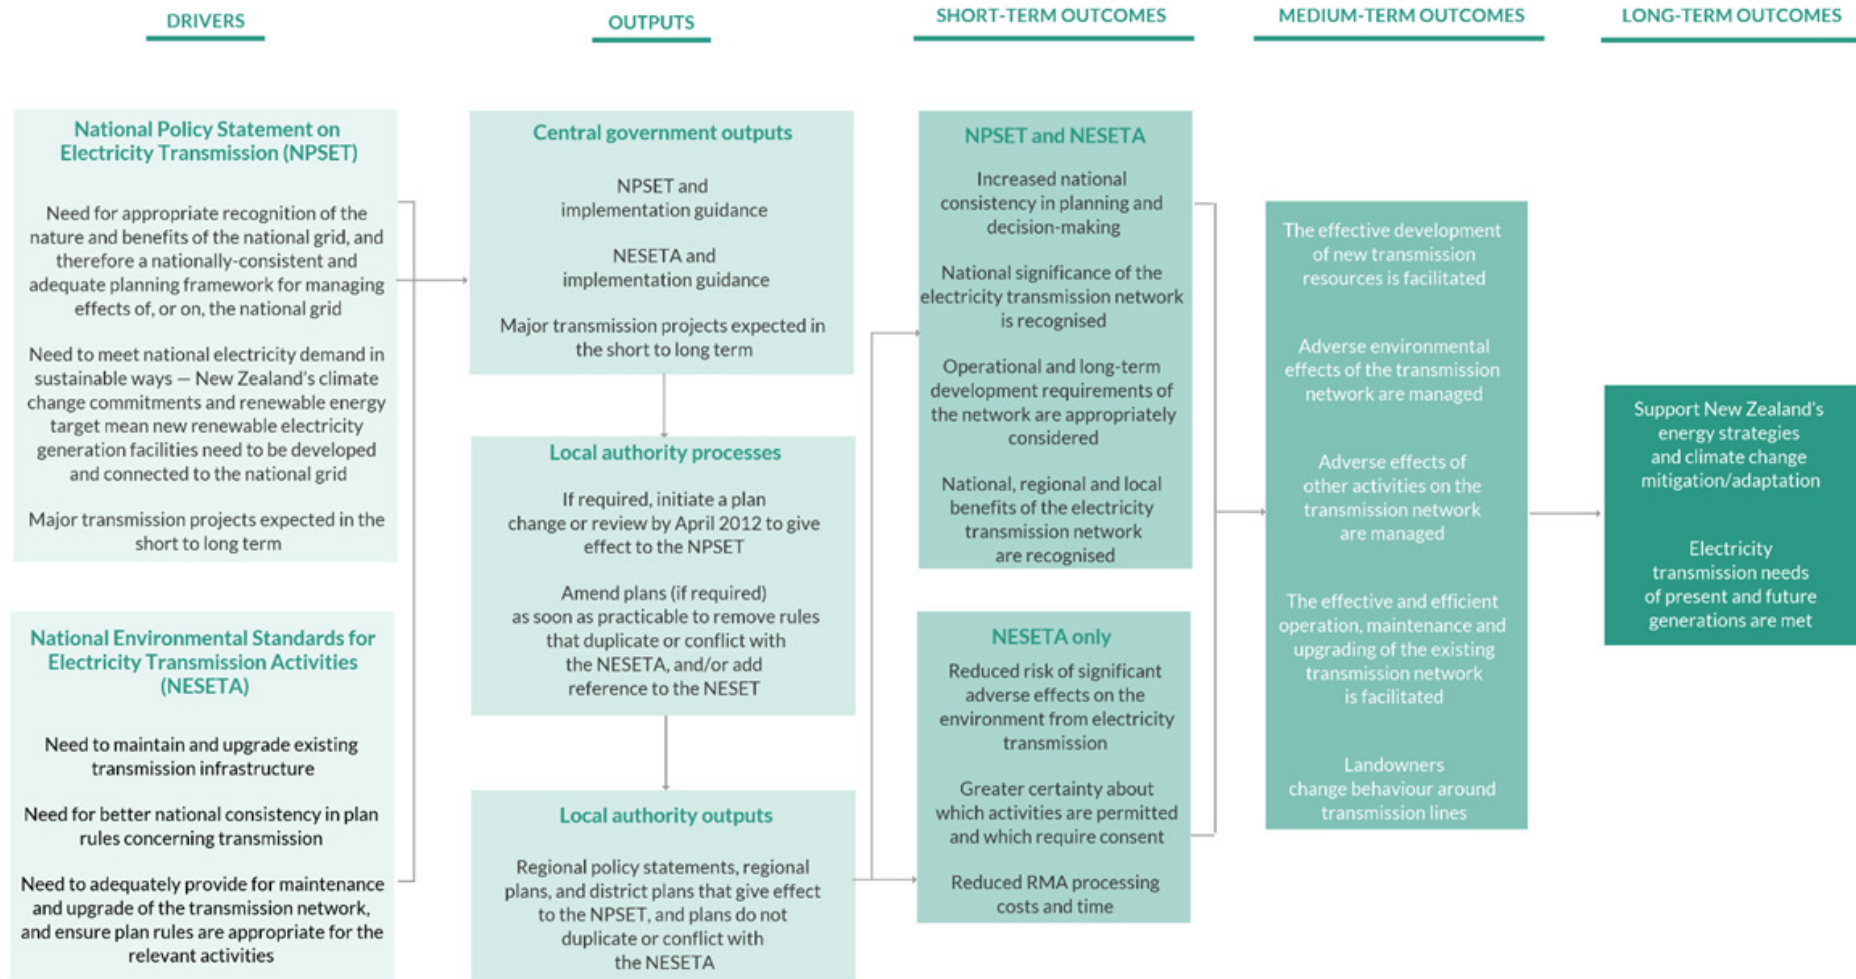 DRIVERS
OUTPUTS
SHORT-TERM OUTCOMES
MEDIUM-TERM OUTCOMES
LONG-TERM OUTCOMES
National Policy Statement on
Electricity Transmission (NPSET)
Need for appropriate recognition of the
nature and benefits of the national grid, and
therefore a nationally-consistent and
adequate planning framework for managing
effects of, or on, the national grid
Need to meet national electricity demand in
sustainable ways — New Zealand's climate
change commitments and renewable energy
target mean new renewable electricity
generation facilities need to be developed
and connected to the national grid
Major transmission projects expected in the
short to long term
National Environmental Standards for
Electricity Transmission Activities
(NESETA)
Need to maintain and upgrade existing
transmission infrastructure
Need for better national consistency in plan
rules concerning transmission
Need to adequately provide for maintenance
and upgrade of the transmission network,
and ensure plan rules are appropriate for the
relevant activities
Central government outputs
NPSET and
implementation guidance
NESETA and
implementation guidance
Major transmission projects expected in
the short to long term
Local authority processes
If required, initiate a plan
change or review by April 2012 to give
effect to the NPSET
Amend plans (if required)
as soon as practicable to remove rules
that duplicate or conflict with
the NESETA, and/or add
reference to the NESET
Local authority outputs
Regional policy statements, regional
plans, and district plans that give effect
to the NPSET, and plans do not
duplicate or conflict with
the NESETA
NPSET and NESETA
Increased national
consistency in planning and
decision-making
National significance of the
electricity transmission network
is recognised
Operational and long-term
development requirements of
the network are appropriately
considered
National, regional and local
benefits of the electricity
transmission network
are recognised
NESETA only
Reduced risk of significant
adverse effects on the
environment from electricity
transmission
Greater certainty about
which activities are permitted
and which require consent
Reduced RMA processing
costs and time
The effective development
of new transmission
resources is facilitated
Adverse environmental
effects of the transmission
network are managed
Adverse effects of
other activities on the
transmission network
are managed
The effective and efficient
operation, maintenance and
upgrading of the existing
transmission network
is facilitated
Landowners
change behaviour around
transmission lines
Support New Zealand's
energy strategies
and climate change
mitigation/adaptation
Electricity
transmission needs
of present and future
generations are met